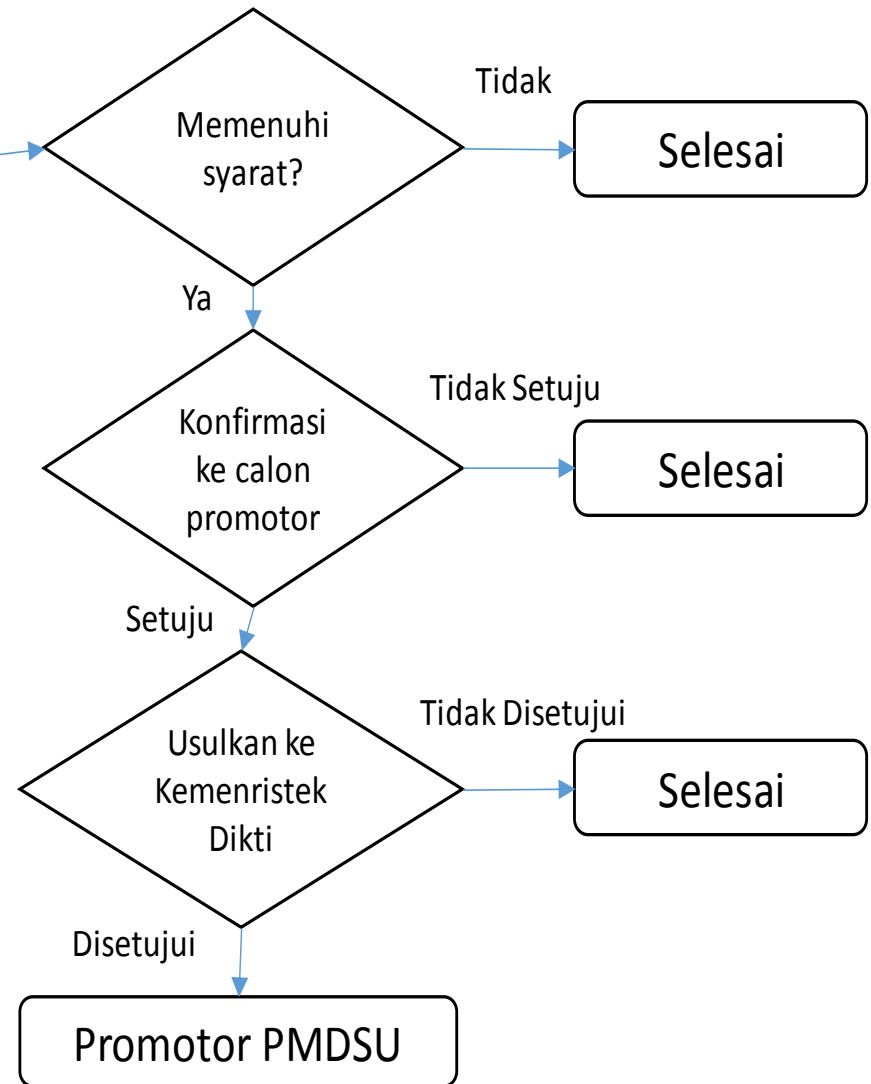 Tidak
Memenuhi
syarat?
Selesai
Ya
Tidak Setuju
Konfirmasi
ke calon
promotor
Selesai
Setuju
Tidak Disetujui
Usulkan ke
Kemenristek
Dikti
Selesai
Disetujui
Promotor PMDSU